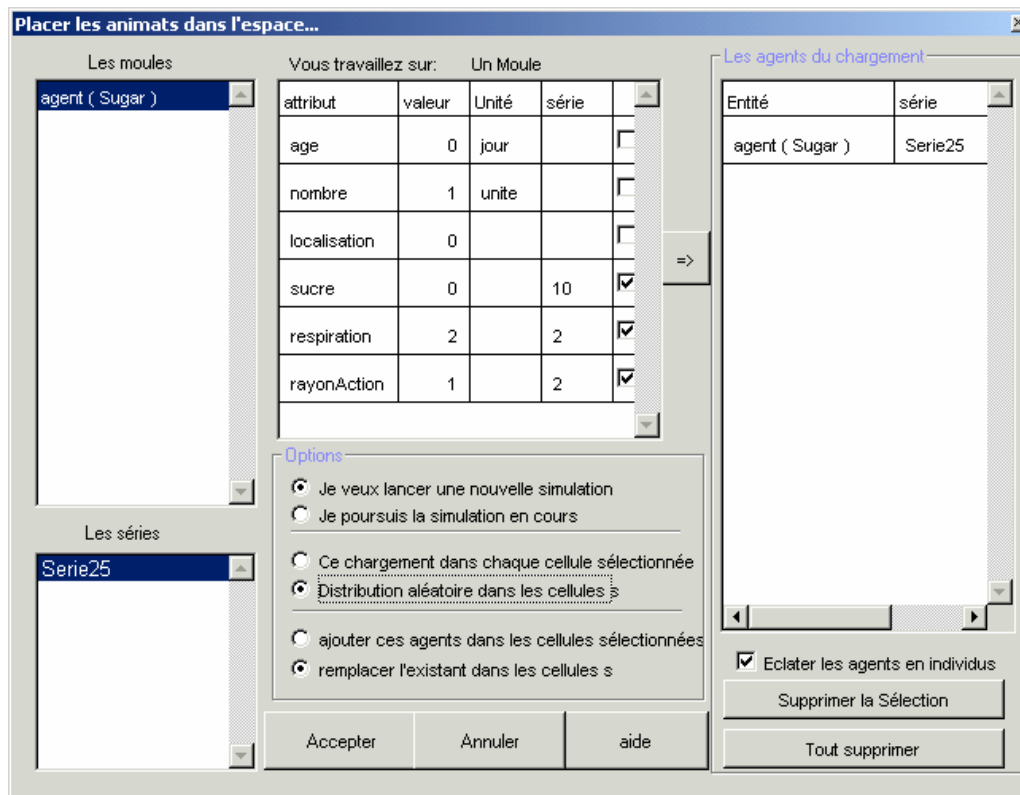 Placer les animats dans l'espace...
Les moules
agent ( Sugar )
Les séries
Serie25
Vous travaillez sur: Un Moule
attribut valeur Unité série
age 0 jour
nombre 1 unite
localisation 0
sucre 0 10
respiration 2 2
rayonAction 1 2
=>
Options
Je veux lancer une nouvelle simulation
Je poursuis la simulation en cours
Ce chargement dans chaque cellule sélectionnée
Distribution aléatoire dans les cellules s
ajouter ces agents dans les cellules sélectionnées
remplacer l'existant dans les cellules s
Accepter Annuler aide
Les agents du chargement
Entité série
agent ( Sugar ) Serie25
Eclater les agents en individus
Supprimer la Sélection
Tout supprimer